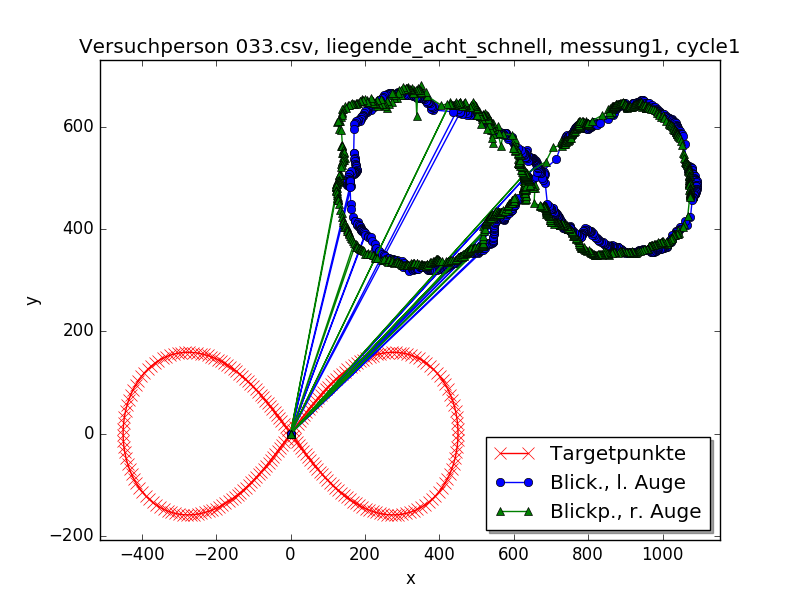 Versuchperson 033.csv, liegende_acht_schnell, messung1, cycle1
y
600
400
200
0
−200
−400
−200
0
200
400
600
800
1000
x
Targetpunkte
Blick., l. Auge
Blickp., r. Auge